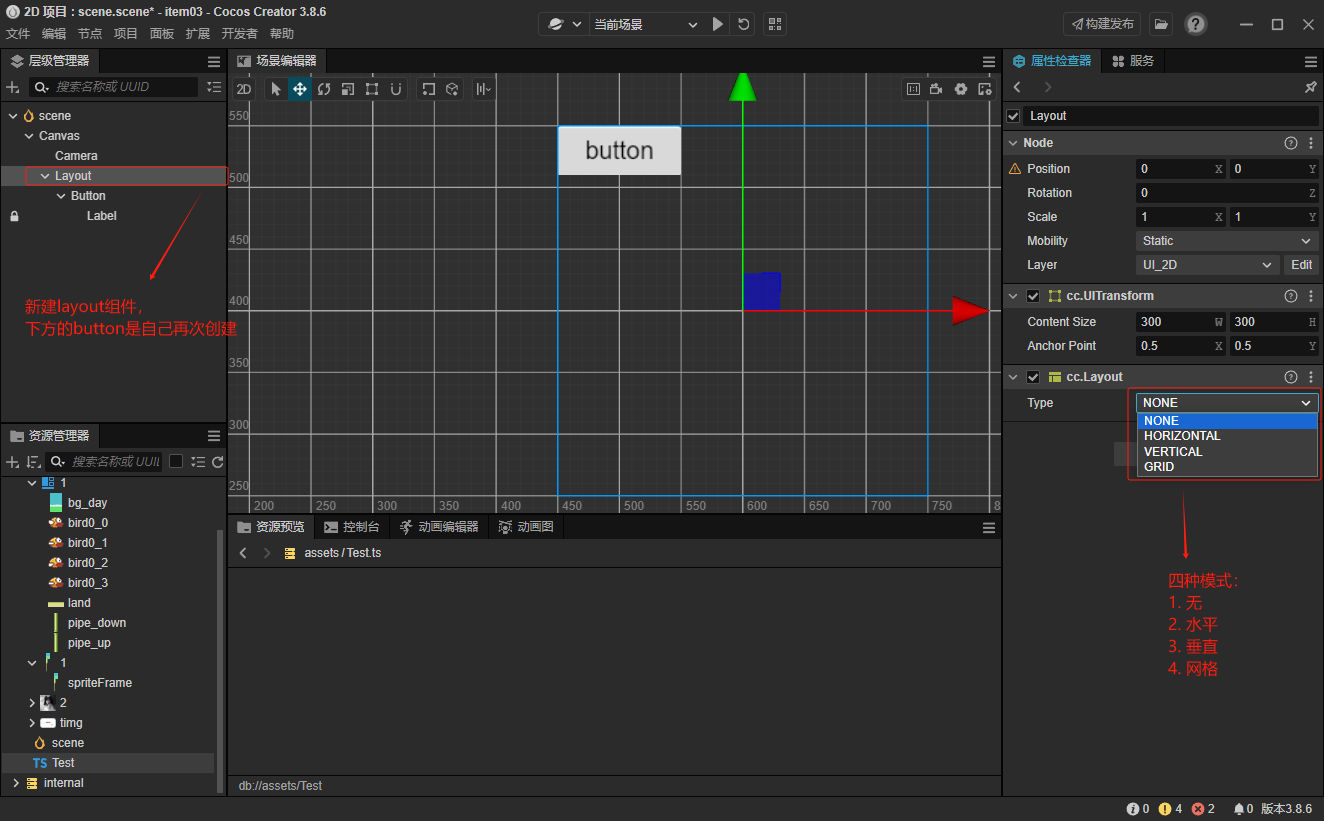 2D 项目 : scene.scene* - item03 - Cocos Creator 3.8.6
文件 编辑 节点 项目 面板 扩展 开发者 帮助
当前场景
构建发布
层级管理器
搜索名称或 UUID
scene
Canvas
Camera
Layout
Button
Label
新建layout组件，
下方的button是自己再次创建
场景编辑器
2D
550
500
450
400
350
300
250
200 250 300 350 400 450 500 550 600 650 700 750 8
button
资源管理器
搜索名称或 UUI
1
bg_day
bird0_0
bird0_1
bird0_2
bird0_3
land
pipe_down
pipe_up
1
spriteFrame
2
timg
scene
TS Test
internal
资源预览 控制台 动画编辑器 动画图
assets / Test.ts
db://assets/Test
属性检查器 服务
Layout
Node
Position 0 X 0 Y
Rotation 0 Z
Scale 1 X 1 Y
Mobility Static
Layer UI_2D Edit
cc.UITransform
Content Size 300 W 300 H
Anchor Point 0.5 X 0.5 Y
cc.Layout
Type NONE
NONE
HORIZONTAL
VERTICAL
GRID
四种模式：
1. 无
2. 水平
3. 垂直
4. 网格
0 4 2 0 版本3.8.6